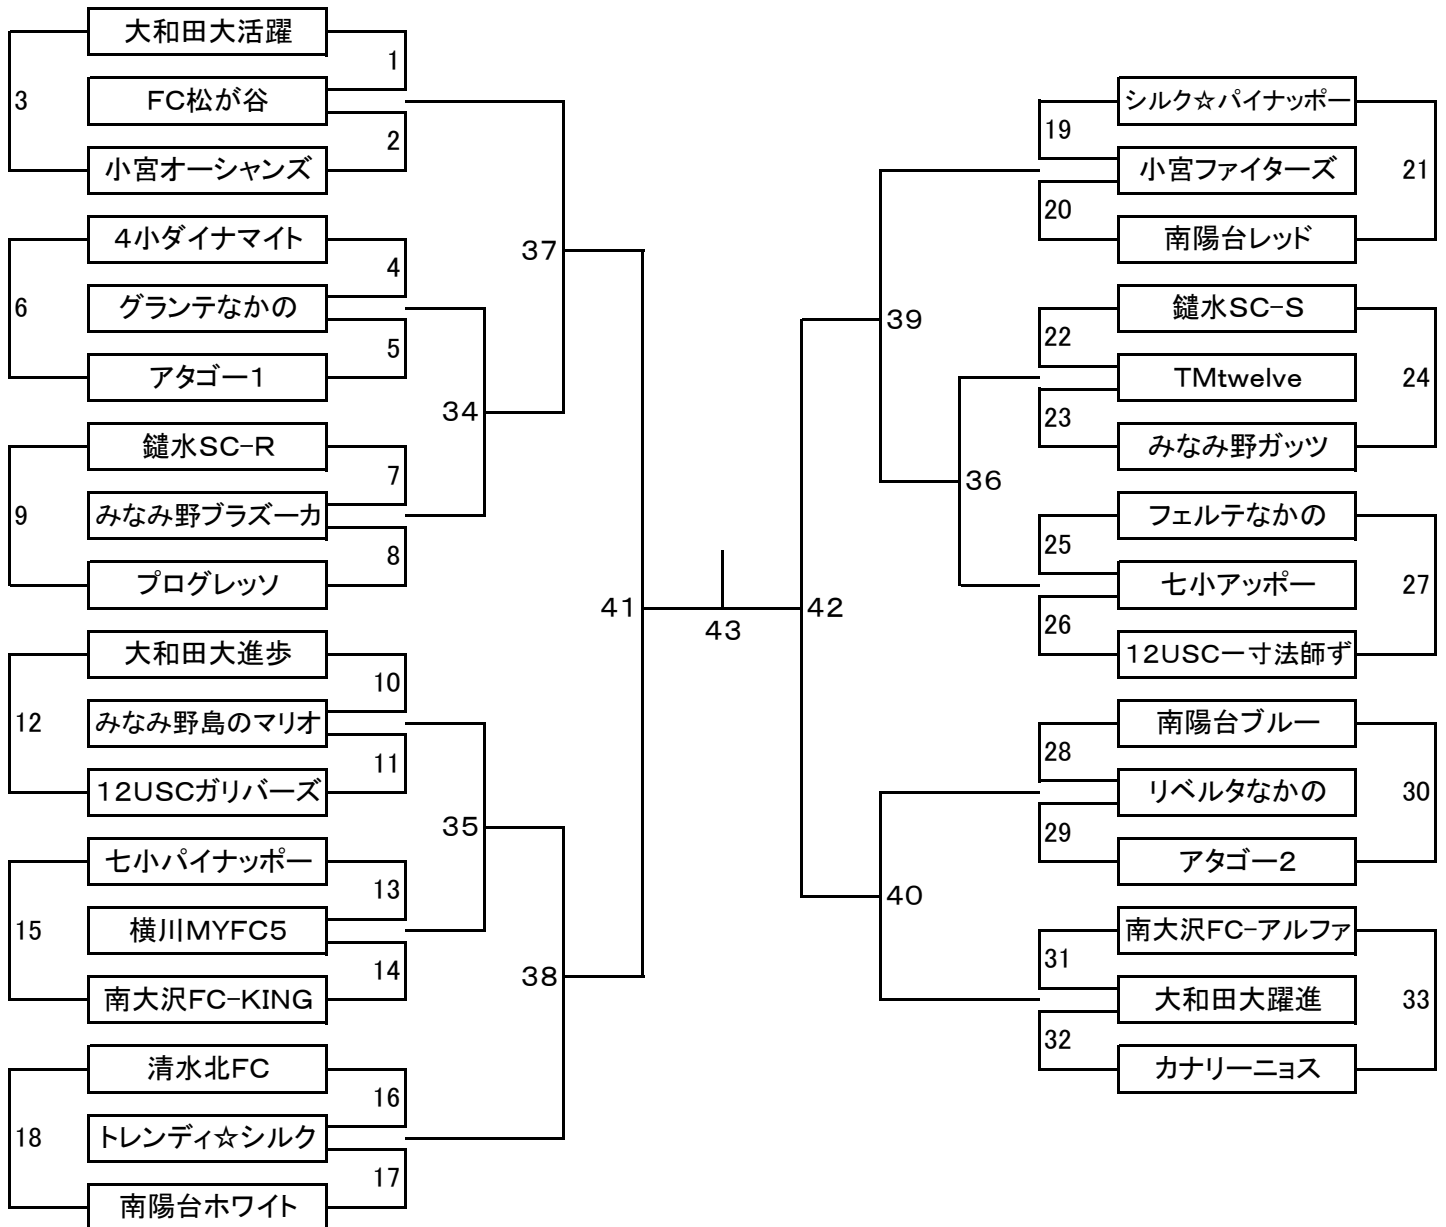 大和田大活躍
1
3
FC松が谷
2
小宮オーシャンズ
4小ダイナマイト
4
6
グランテなかの
5
アタゴー1
37
34
鑓水SC-R
7
9
みなみ野ブラズーカ
8
プログレッソ
41
大和田大進歩
10
12
みなみ野島のマリオ
11
12USCガリバーズ
35
七小パイナッポー
13
15
横川MYFC5
14
南大沢FC-KING
38
清水北FC
16
18
トレンディ☆シルク
17
南陽台ホワイト
43
シルク☆パイナッポー
19
小宮ファイターズ
21
20
南陽台レッド
39
鑓水SC-S
22
TMtwelve
24
23
みなみ野ガッツ
36
フェルテなかの
25
七小アッポー
27
26
12USC一寸法師ず
42
南陽台ブルー
28
リベルタなかの
30
29
アタゴー2
40
南大沢FC-アルファ
31
大和田大躍進
33
32
カナリーニョス